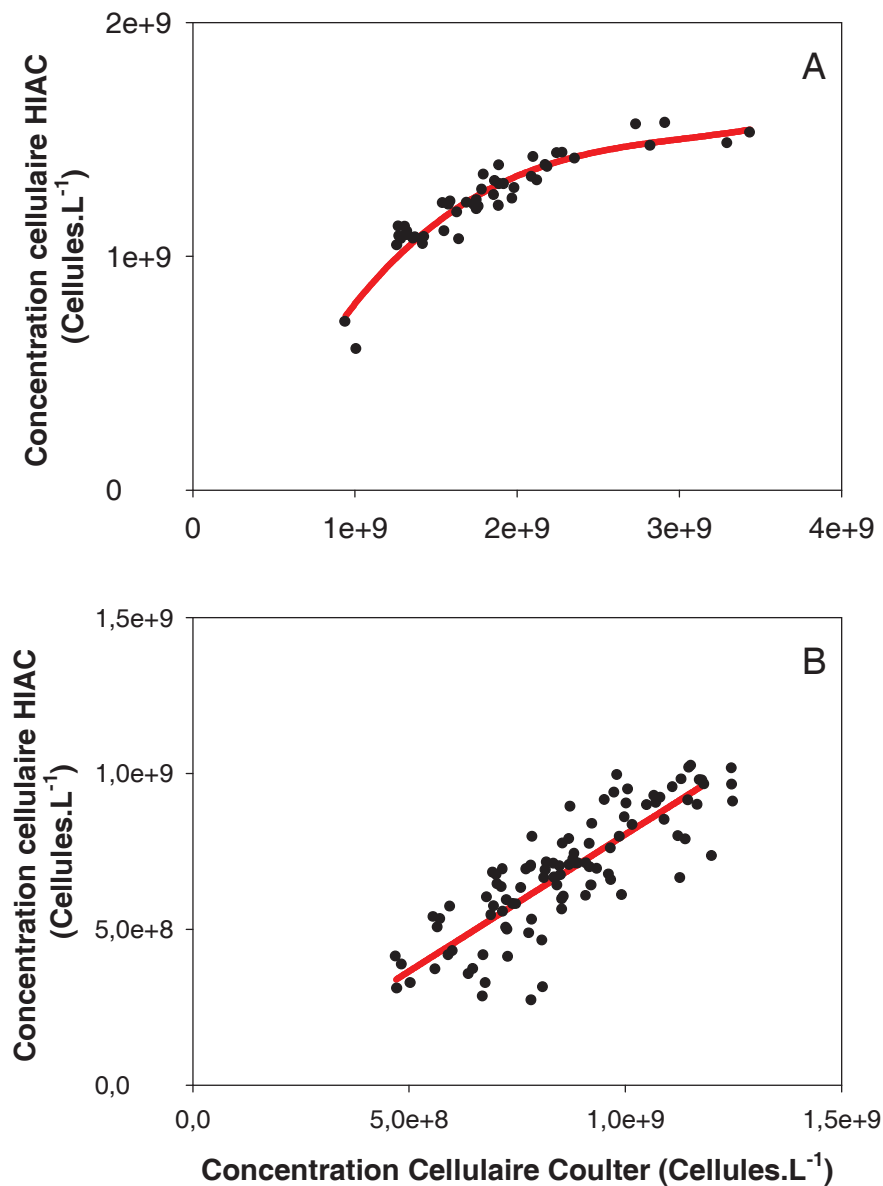 Concentration cellulaire HIAC
(Cellules.L⁻¹)
2e+9
1e+9
0
A
0
1e+9
2e+9
3e+9
4e+9
Concentration cellulaire HIAC
(Cellules.L⁻¹)
1,5e+9
1,0e+9
5,0e+8
0,0
B
0,0
5,0e+8
1,0e+9
1,5e+9
Concentration Cellulaire Coulter (Cellules.L⁻¹)